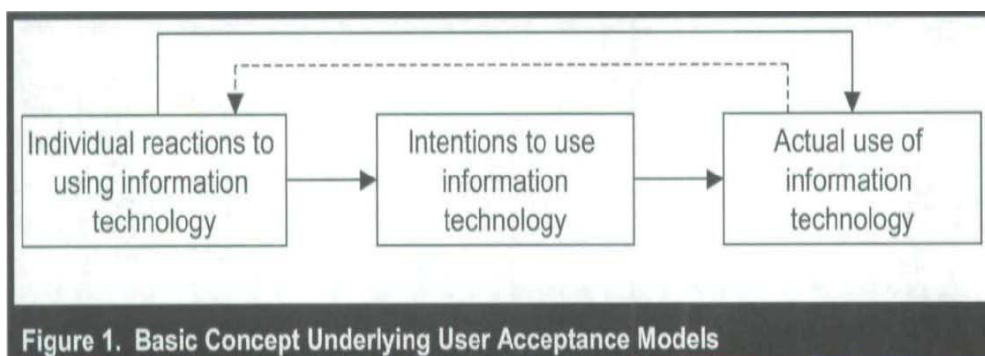 Individual reactions to
using information
technology
Intentions to use
information
technology
Actual use of
information
technology
Figure 1. Basic Concept Underlying User Acceptance Models